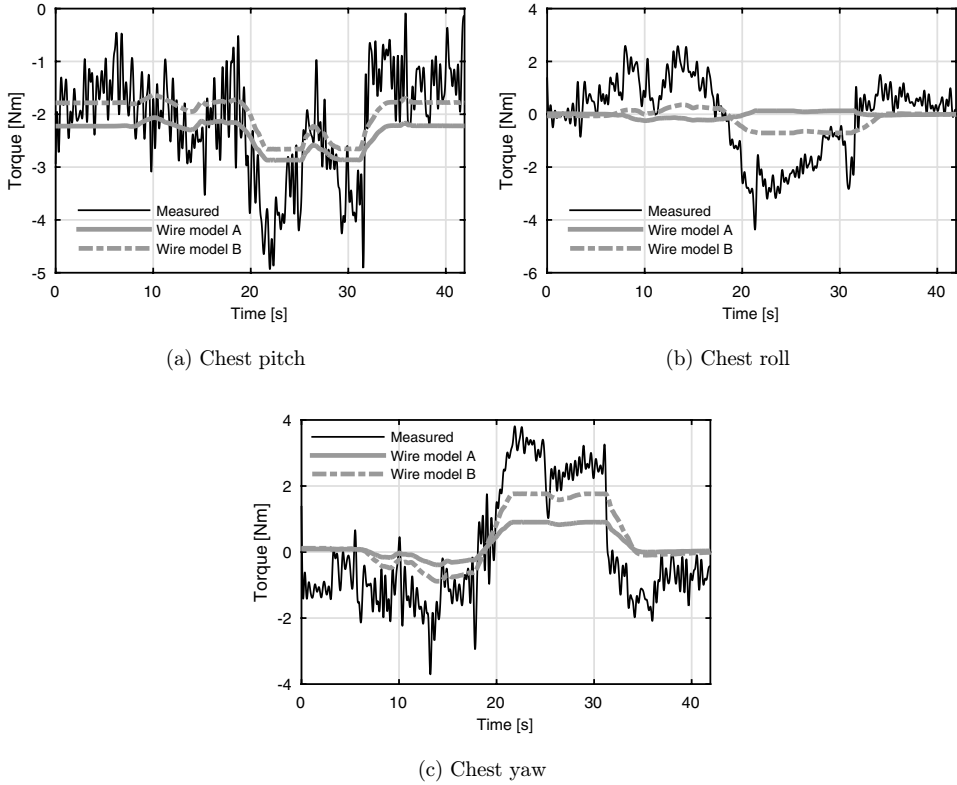 0
-1
-2
-3
-4
-5
Torque [Nm]
Measured
Wire model A
Wire model B
0 10 20 30 40
Time [s]
(a) Chest pitch
4
2
0
-2
-4
-6
Torque [Nm]
Measured
Wire model A
Wire model B
0 10 20 30 40
Time [s]
(b) Chest roll
4
2
0
-2
-4
Torque [Nm]
Measured
Wire model A
Wire model B
0 10 20 30 40
Time [s]
(c) Chest yaw